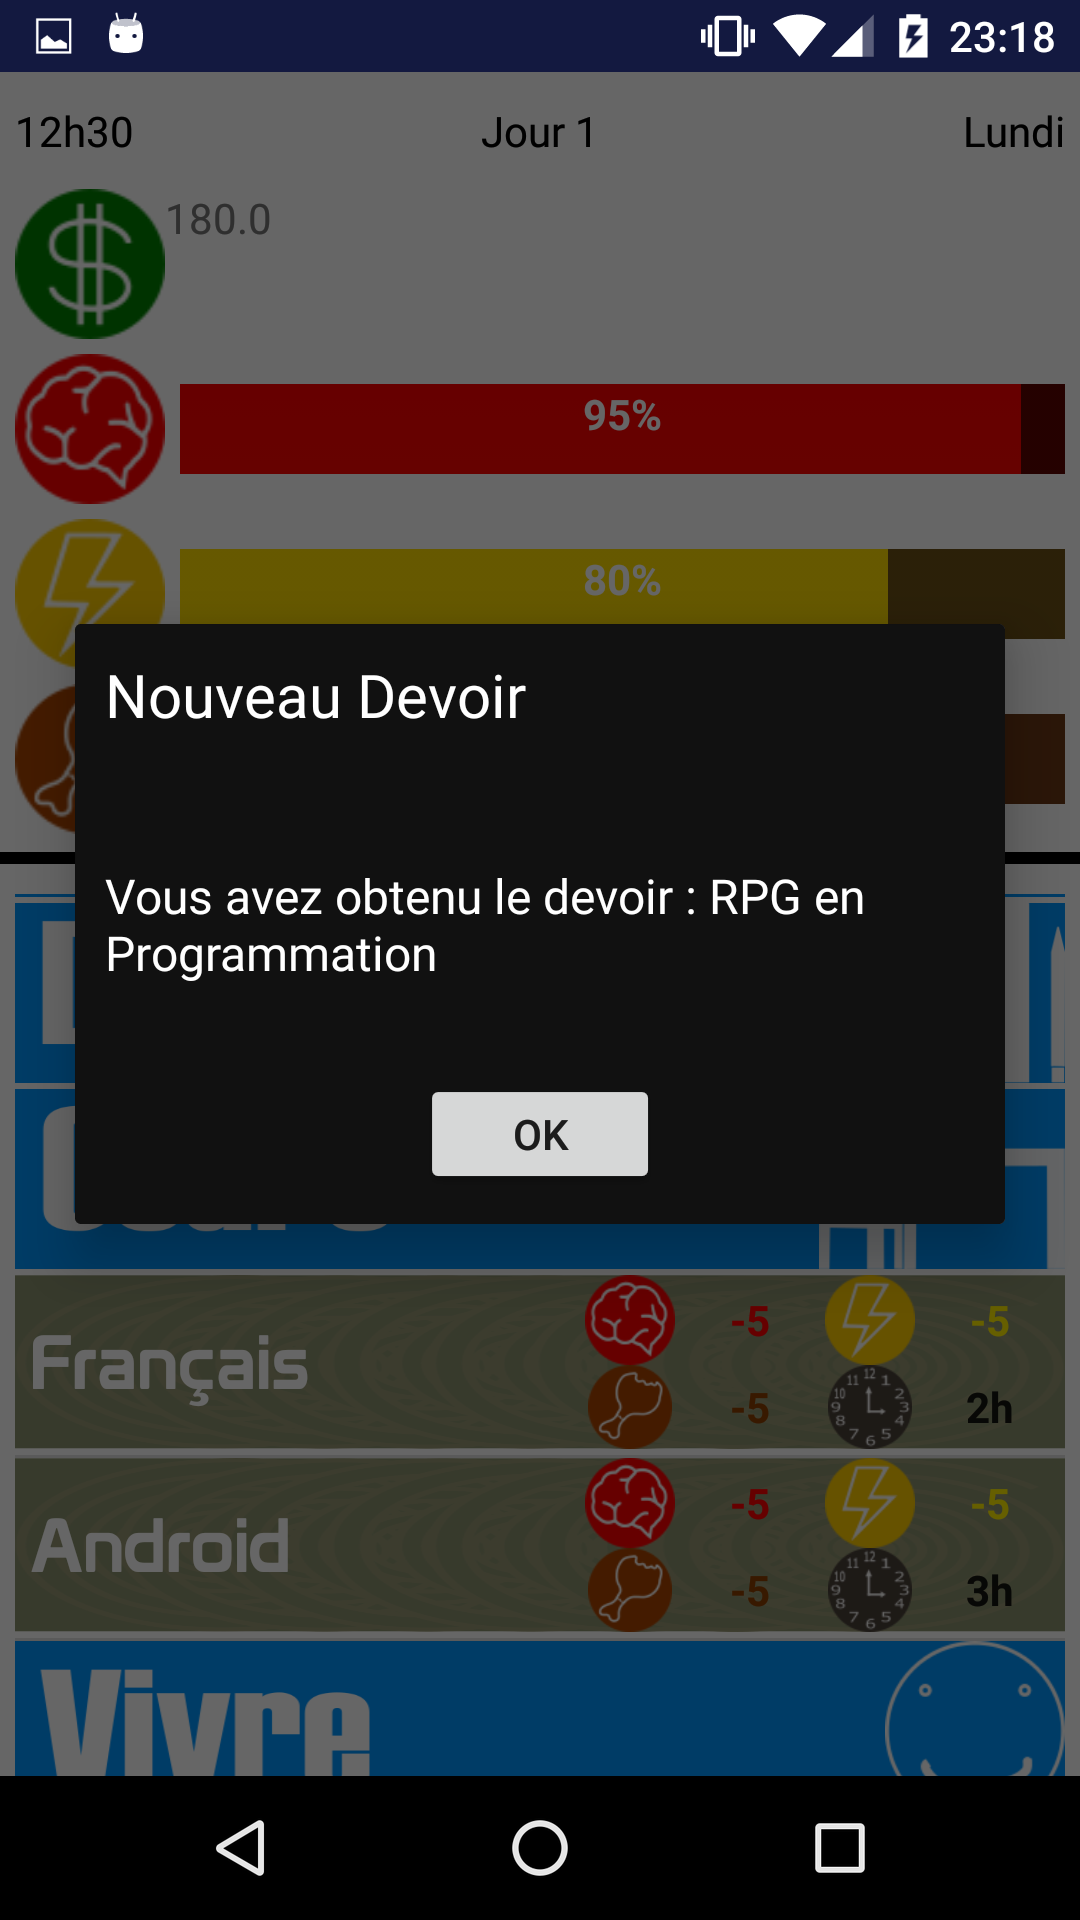 23:18
12h30 Jour 1 Lundi
180.0
95%
80%
Nouveau Devoir
Vous avez obtenu le devoir : RPG en
Programmation
OK
Français -5 -5
-5 2h
Android -5 -5
-5 3h
Vivre